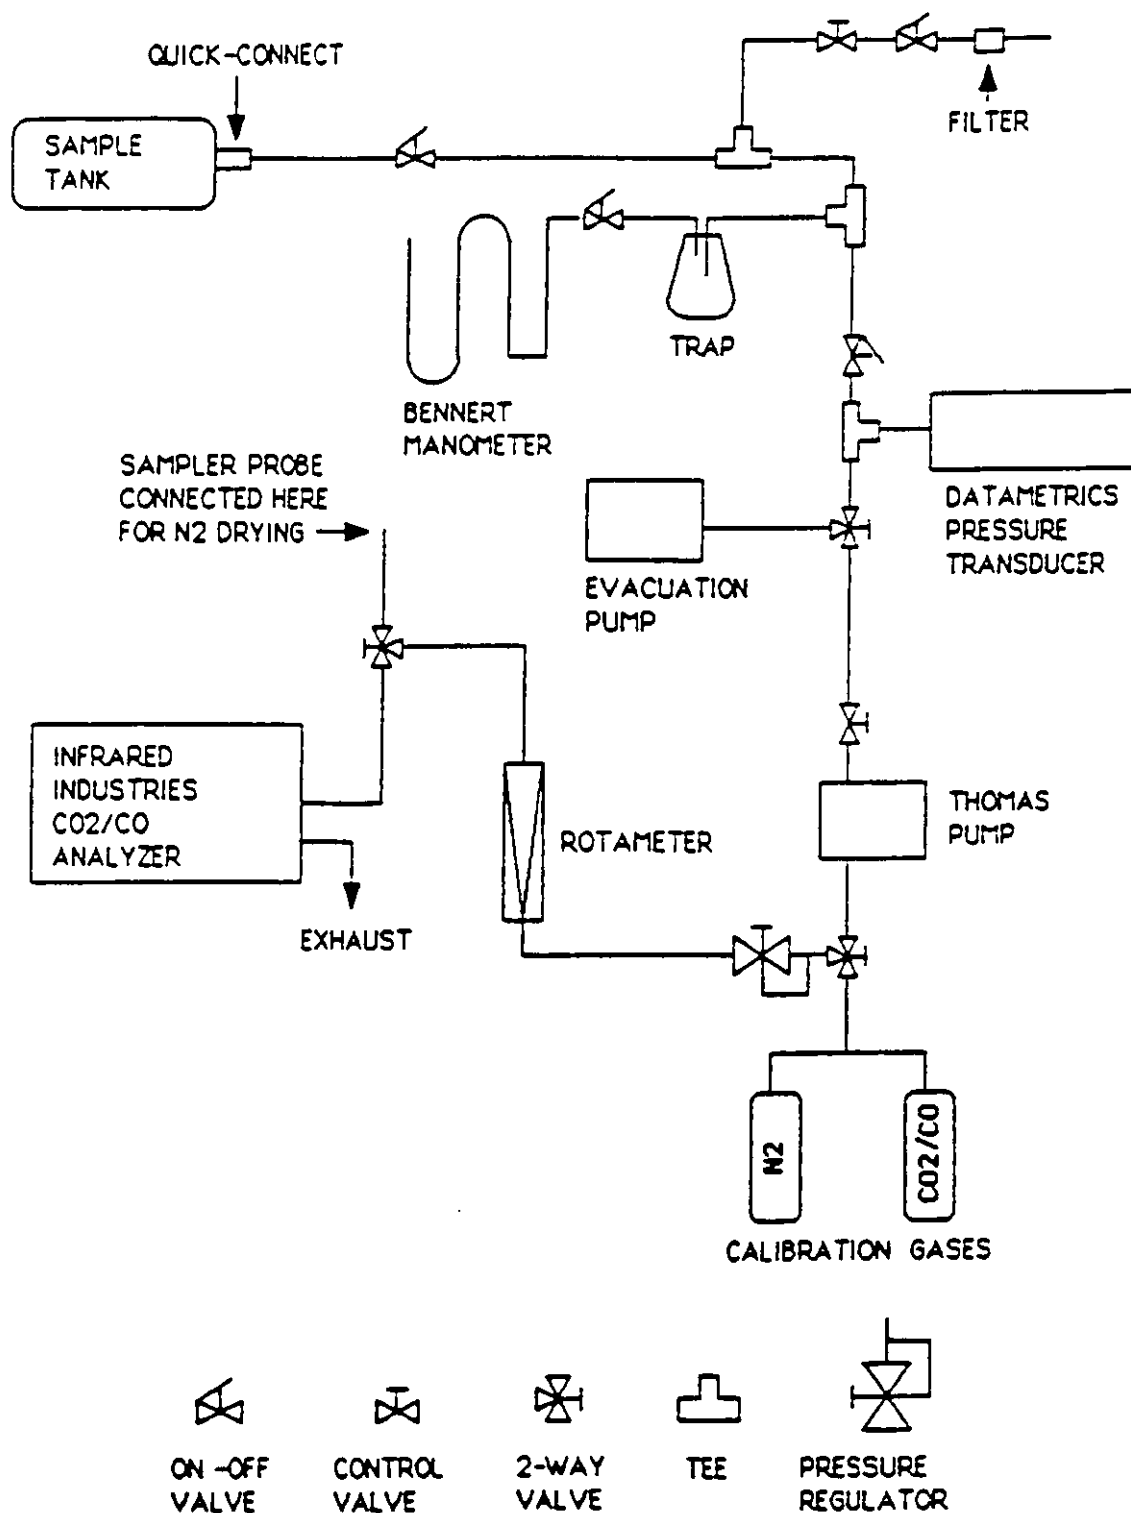 QUICK-CONNECT
FILTER
SAMPLE
TANK
TRAP
BENNERT
MANOMETER
SAMPLER PROBE
CONNECTED HERE
FOR N2 DRYING
DATAMETRICS
PRESSURE
TRANSDUCER
EVACUATION
PUMP
INFRARED
INDUSTRIES
CO2/CO
ANALYZER
EXHAUST
ROTAMETER
THOMAS
PUMP
N2
CO2/CO
CALIBRATION GASES
ON -OFF
VALVE
CONTROL
VALVE
2-WAY
VALVE
TEE
PRESSURE
REGULATOR